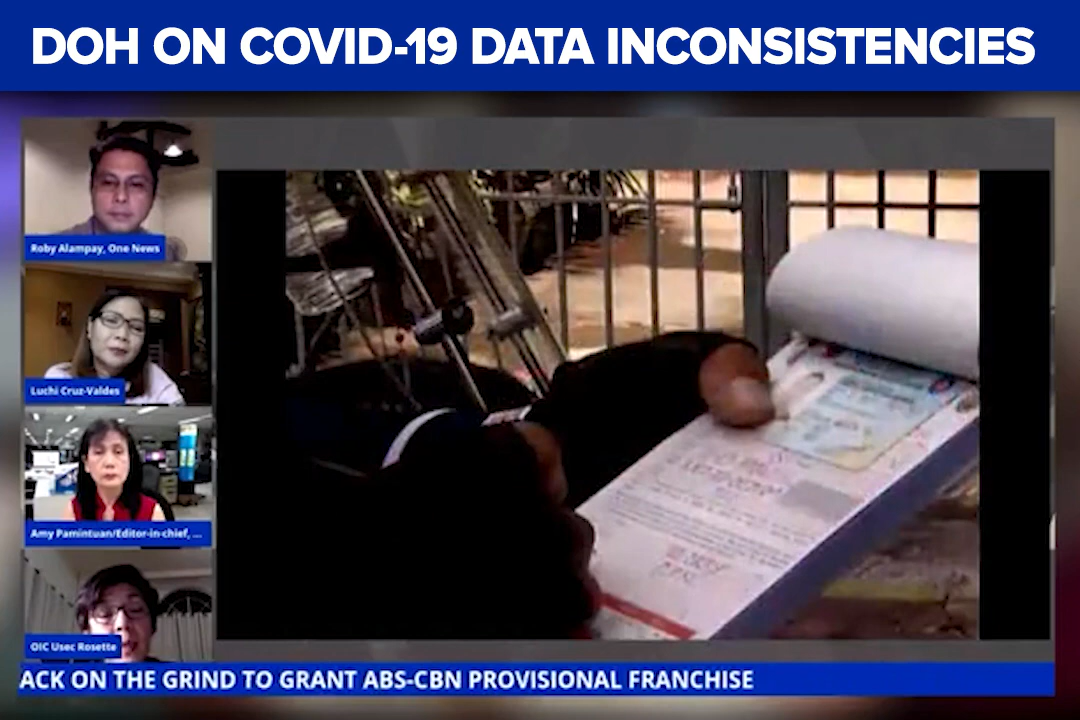 DOH ON COVID-19 DATA INCONSISTENCIES
Roby Alampay, One News
Luchi Cruz-Valdes
Amy Pamintuan/Editor-in-chief, ...
OIC Usec Rosette
ACK ON THE GRIND TO GRANT ABS-CBN PROVISIONAL FRANCHISE